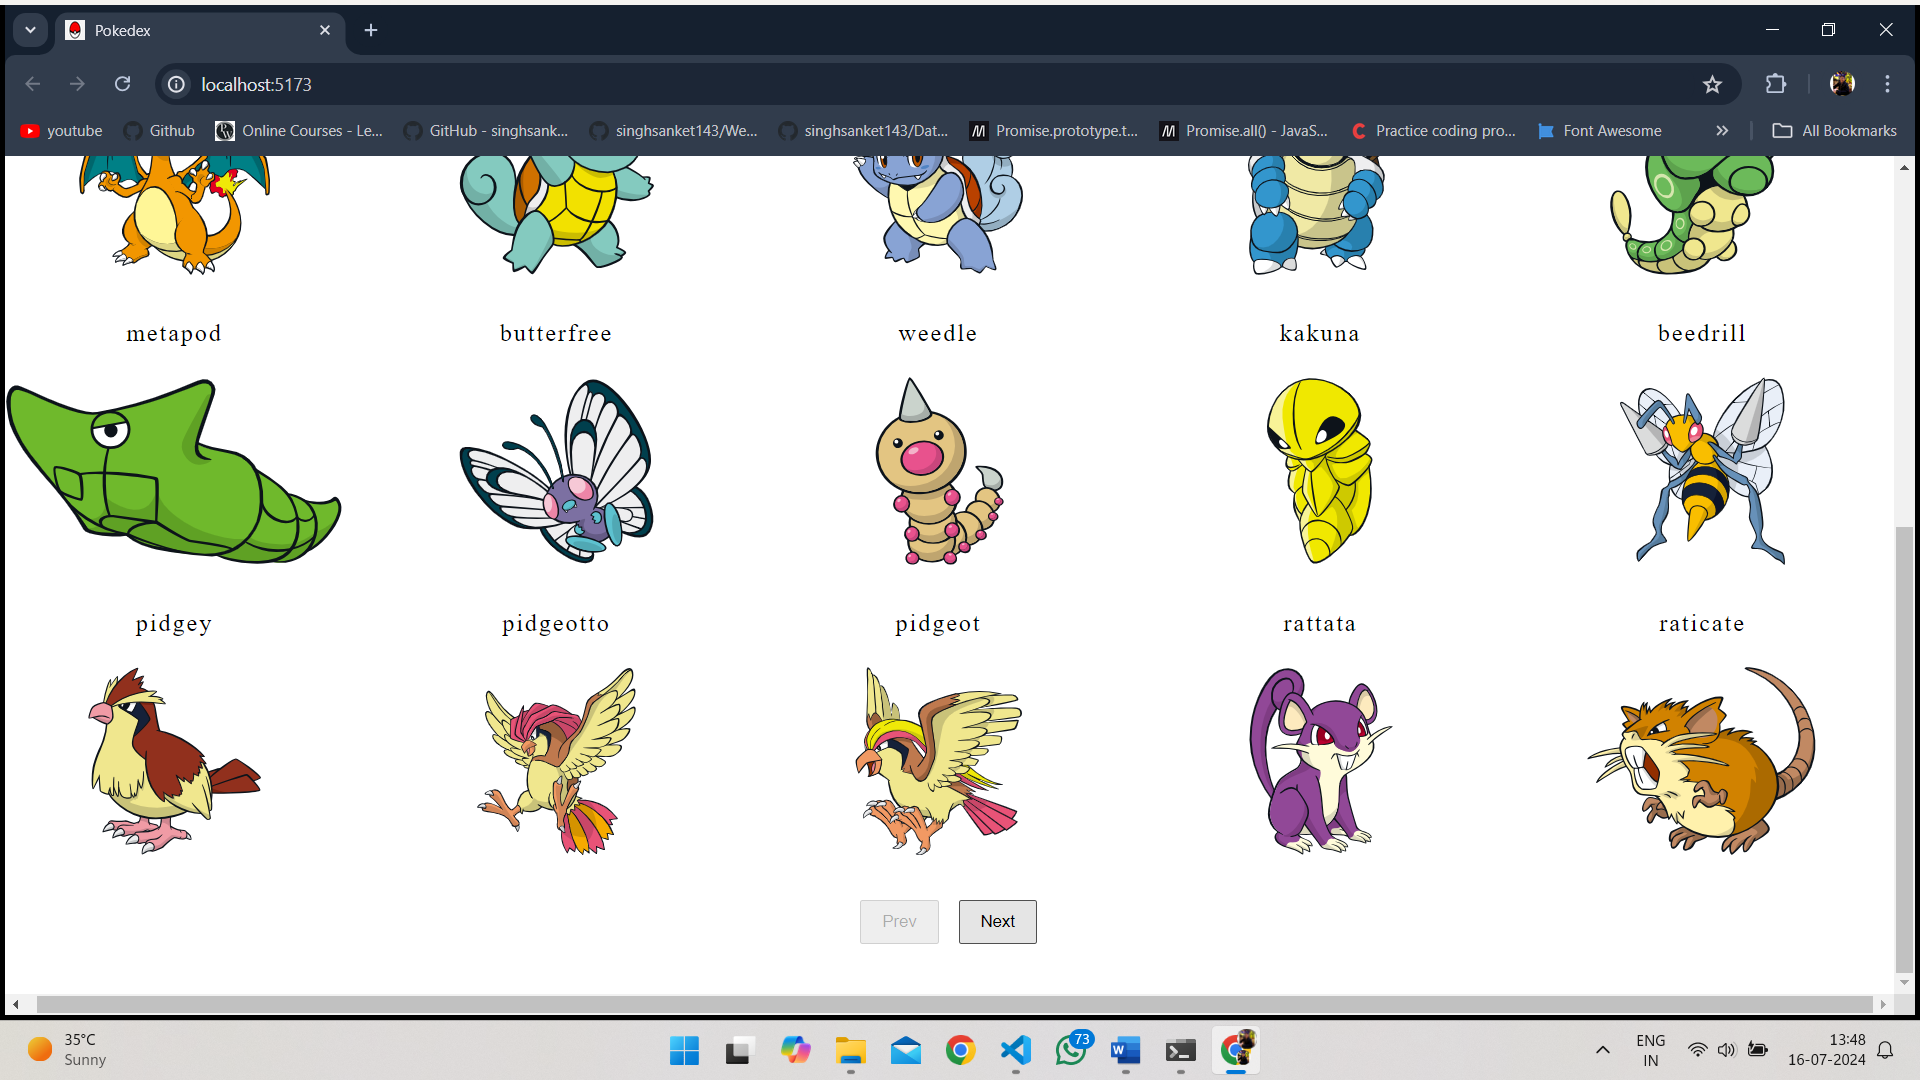 Pokedex
localhost:5173
youtube
Github
Online Courses - Le...
GitHub - singhsank...
singhsanket143/We...
singhsanket143/Dat...
M Promise.prototype.t...
M Promise.all() - JavaS...
C Practice coding pro...
Font Awesome
»
All Bookmarks
metapod butterfree weedle kakuna beedrill
pidgey pidgeotto pidgeot rattata raticate
Prev Next
35°C
Sunny
73
W
ENG
IN
13:48
16-07-2024